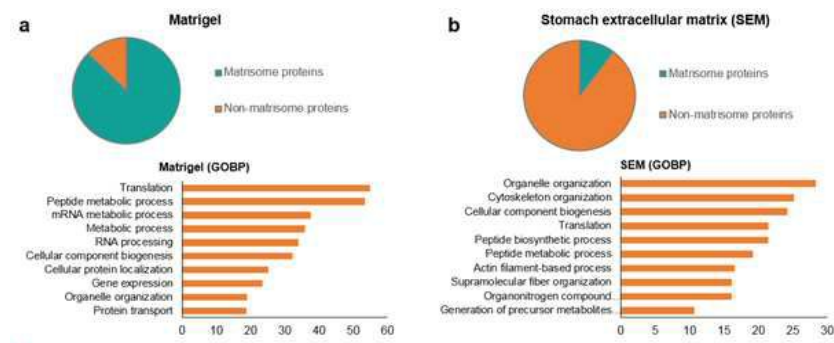 a
Matrigel
Matrisome proteins
Non-matrisome proteins
Matrigel (GOBP)
Translation
Peptide metabolic process
mRNA metabolic process
Metabolic process
RNA processing
Cellular component biogenesis
Cellular protein localization
Gene expression
Organelle organization
Protein transport
0 10 20 30 40 50 60
b
Stomach extracellular matrix (SEM)
Matrisome proteins
Non-matrisome proteins
SEM (GOBP)
Organelle organization
Cytoskeleton organization
Cellular component biogenesis
Translation
Peptide biosynthetic process
Peptide metabolic process
Actin filament-based process
Supramolecular fiber organization
Organonitrogen compound...
Generation of precursor metabolites...
0 5 10 15 20 25 30